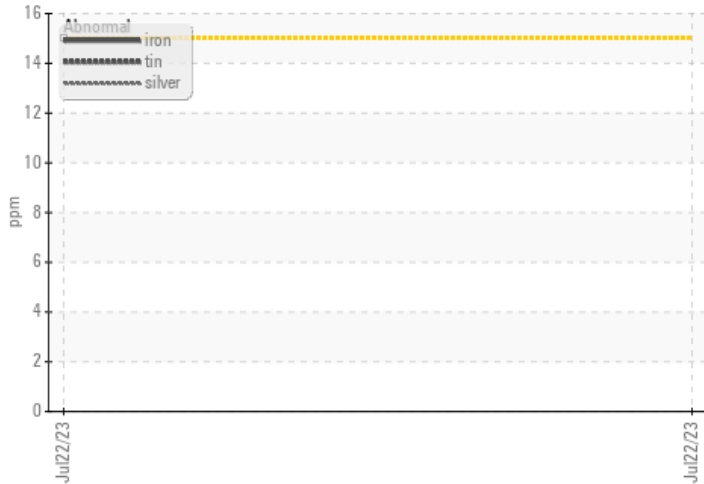 16
Abnormal
iron
tin
silver
14
12
10
8
6
4
2
0
ppm
Jul22/23
Jul22/23